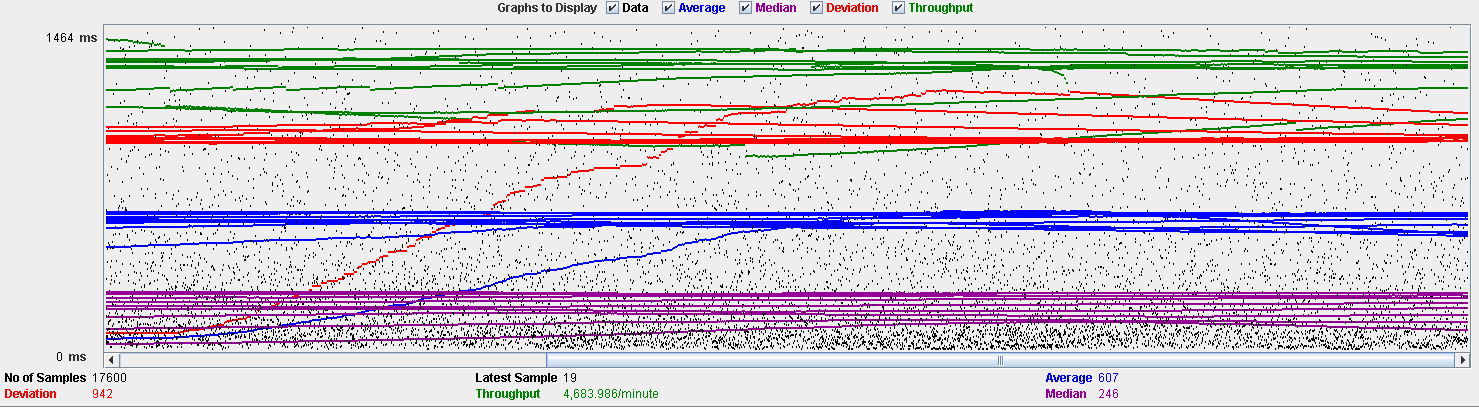 Graphs to Display Data Average Median Deviation Throughput
1464 ms
0 ms
No of Samples 17600 Latest Sample 19 Average 607
Deviation 942 Throughput 4,683.986/minute Median 246